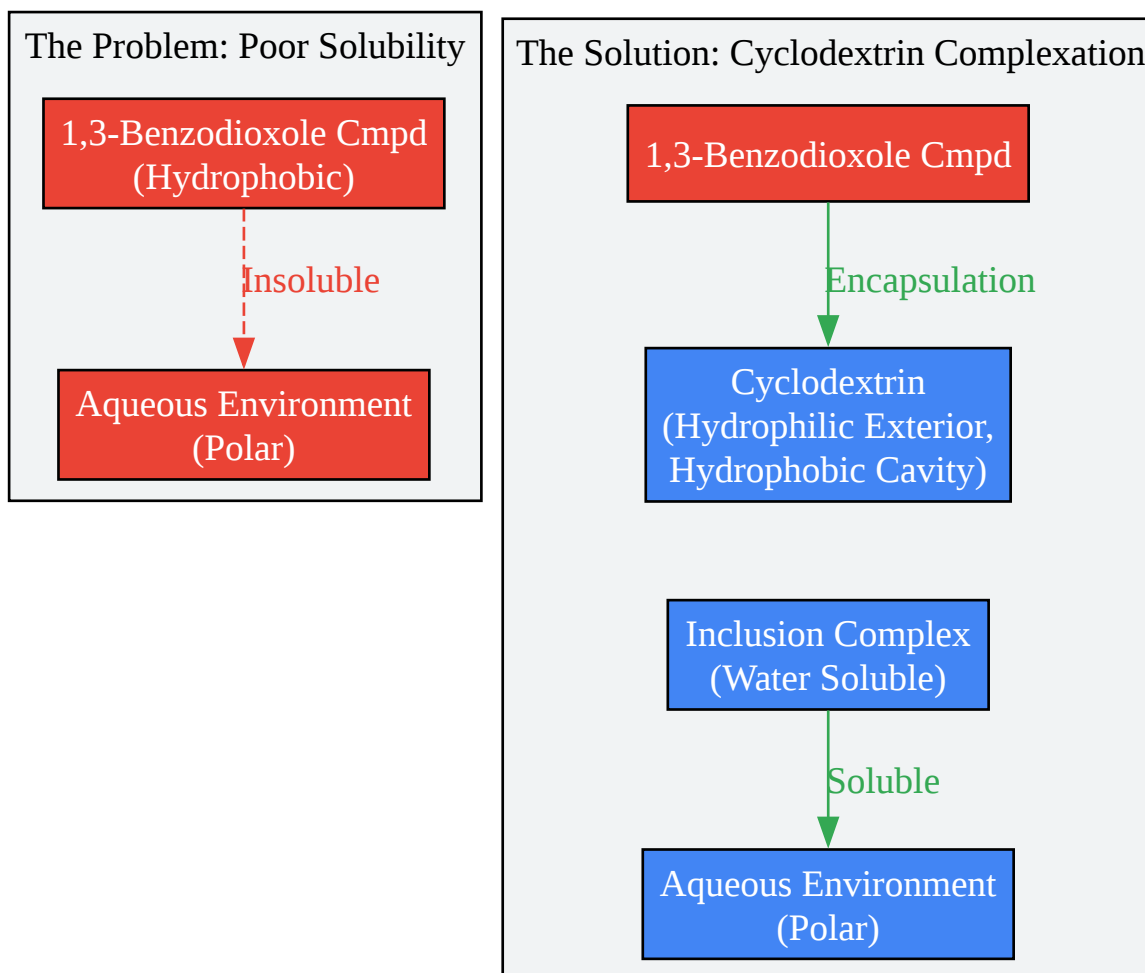 The Problem: Poor Solubility
1,3-Benzodioxole Cmpd
(Hydrophobic)
Insoluble
Aqueous Environment
(Polar)
The Solution: Cyclodextrin Complexation
1,3-Benzodioxole Cmpd
Encapsulation
Cyclodextrin
(Hydrophilic Exterior,
Hydrophobic Cavity)
Inclusion Complex
(Water Soluble)
Soluble
Aqueous Environment
(Polar)